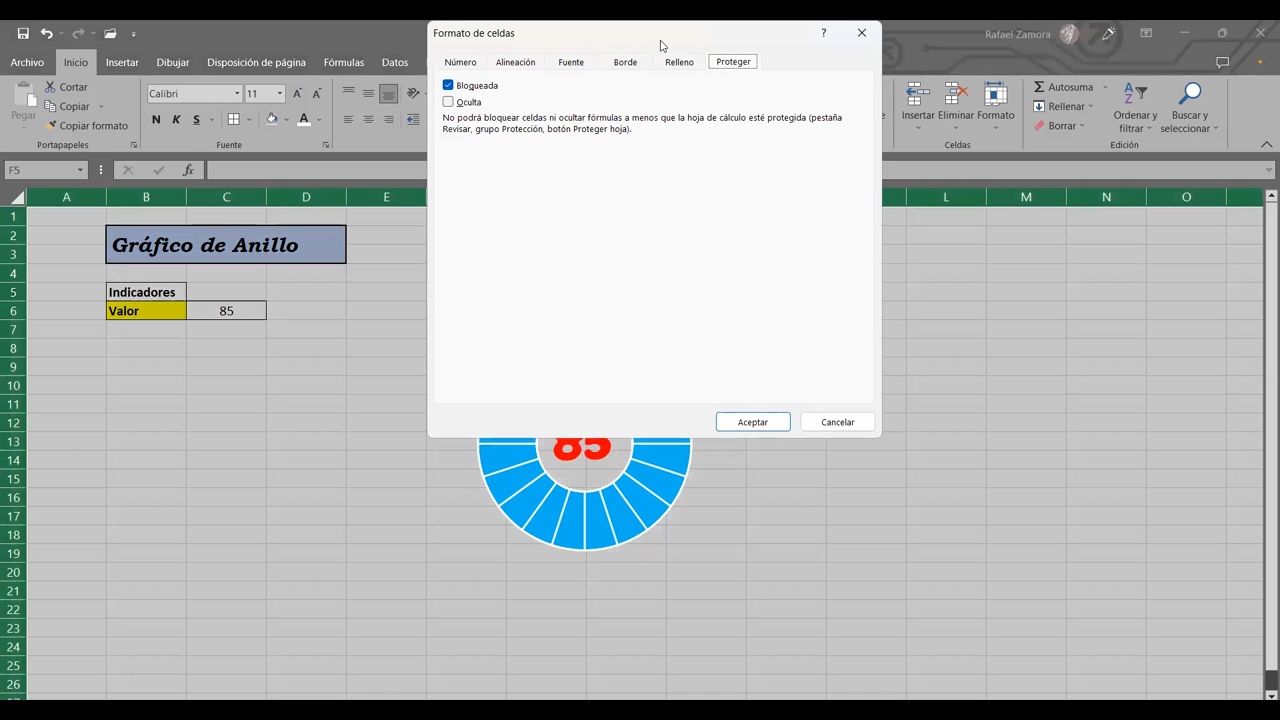 Formato de celdas
?
Rafael Zamora
Archivo Inicio Insertar Dibujar Disposición de página Fórmulas Datos
Número Alineación Fuente Borde Relleno Proteger
Bloqueada
Oculta
No podrá bloquear celdas ni ocultar fórmulas a menos que la hoja de cálculo esté protegida (pestaña
Revisar, grupo Protección, botón Proteger hoja).
Aceptar Cancelar
Pegar
Cortar
Copiar
Copiar formato
Portapapeles
Calibri 11
N K S A
Fuente
Insertar Eliminar Formato
Celdas
Autosuma
Rellenar
Borrar
Ordenar y
filtrar
Buscar y
seleccionar
Edición
F5 fx
A B C D E L M N O
1
2
3
4
5
6
7
8
9
10
11
12
13
14
15
16
17
18
19
20
21
22
23
24
25
26
Gráfico de Anillo
Indicadores
Valor 85
85